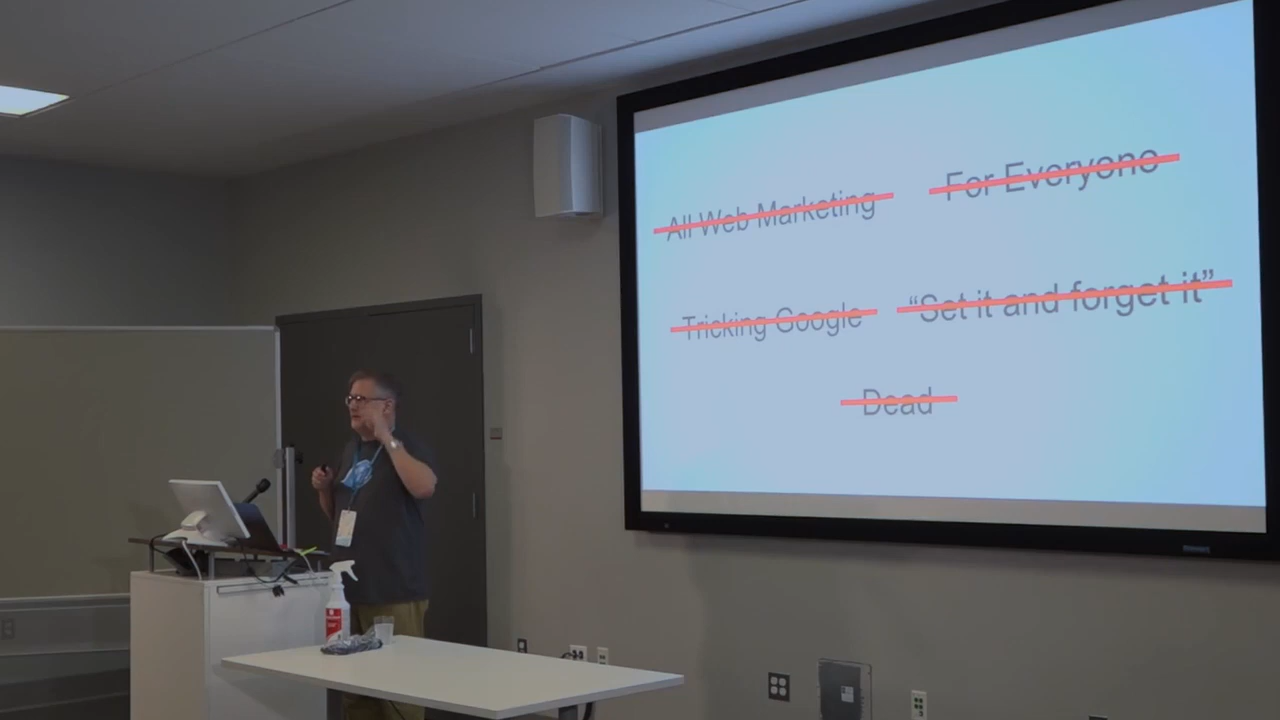 All Web Marketing
For Everyone
Tricking Google
“Set it and forget it”
Dead